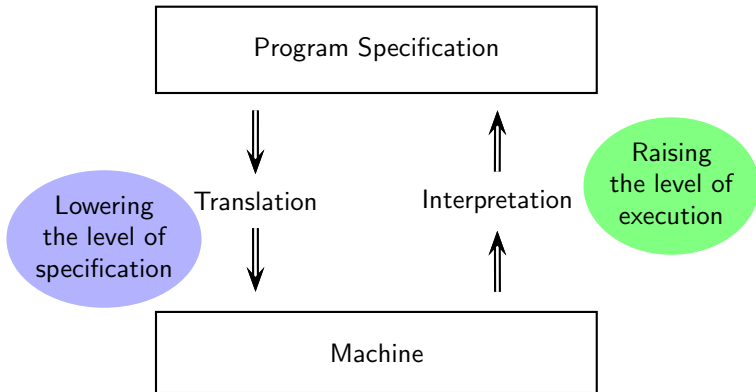 Program Specification
Raising
the level of
execution
Translation
Interpretation
Lowering
the level of
specification
Machine